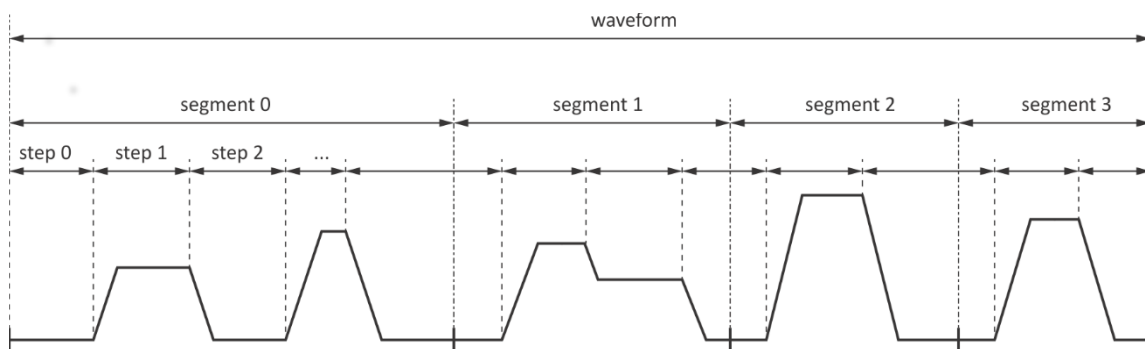 waveform
segment 0 segment 1 segment 2 segment 3
step 0 step 1 step 2 ...